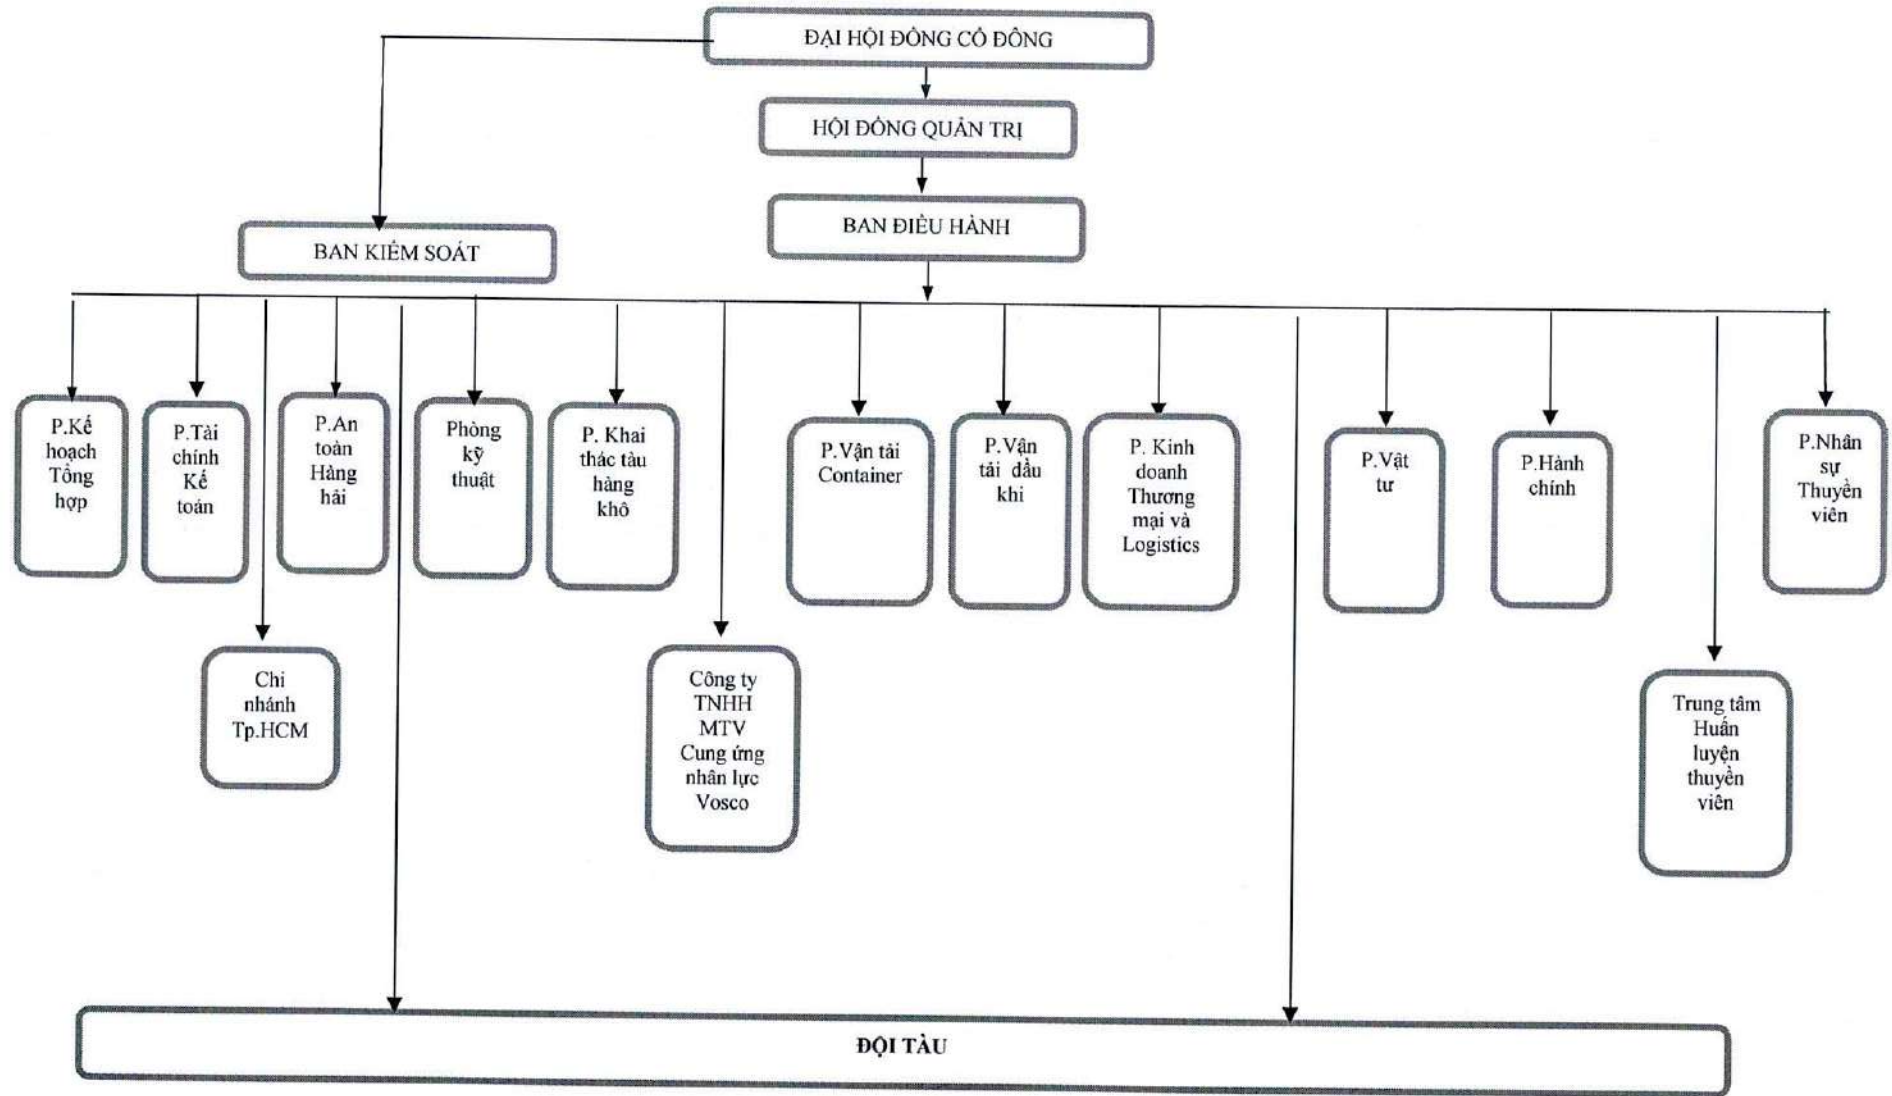 ĐẠI HỘI ĐỒNG CỔ ĐÔNG
HỘI ĐỒNG QUẢN TRỊ
BAN ĐIỀU HÀNH
BAN KIỂM SOÁT
P.Kế
hoạch
Tổng
hợp
P.Tài
chính
Kế
toán
P.An
toàn
Hàng
hải
Phòng
kỹ
thuật
P. Khai
thác tàu
hàng
khô
P.Vận tải
Container
P.Vận
tải dầu
khi
P. Kinh
doanh
Thương
mại và
Logistics
P.Vật
tư
P.Hành
chính
P.Nhân
sự
Thuyền
viên
Chi
nhánh
Tp.HCM
Công ty
TNHH
MTV
Cung ứng
nhân lực
Vosco
Trung tâm
Huấn
luyện
thuyền
viên
ĐỘI TÀU